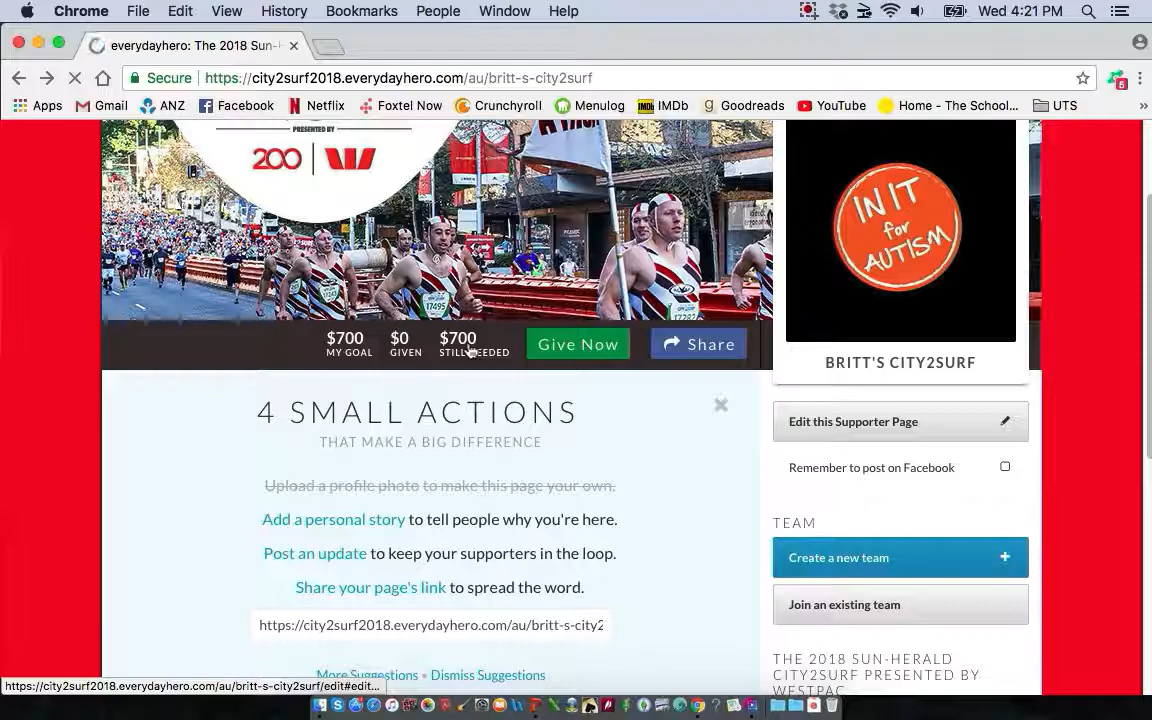 Chrome File Edit View History Bookmarks People Window Help Wed 4:21 PM
everydayhero: The 2018 Sun-H
Secure https://city2surf2018.everydayhero.com/au/britt-s-city2surf
5
Apps Gmail ANZ Facebook Netflix Foxtel Now Crunchyroll Menulog IMDb IMDb Goodreads YouTube Home - The School... UTS »
PRESENTED BY
200
IN IT
for
AUTISM
17243
17495
$700 $0 $700
MY GOAL GIVEN STILL NEEDED
Give Now
Share
BRITT'S CITY2SURF
4 SMALL ACTIONS
THAT MAKE A BIG DIFFERENCE
Upload a profile photo to make this page your own.
Add a personal story to tell people why you're here.
Post an update to keep your supporters in the loop.
Share your page's link to spread the word.
https://city2surf2018.everydayhero.com/au/britt-s-city2
More Suggestions • Dismiss Suggestions
Edit this Supporter Page
Remember to post on Facebook
TEAM
Create a new team +
Join an existing team
THE 2018 SUN-HERALD
CITY2SURF PRESENTED BY
WESTPAC
https://city2surf2018.everydayhero.com/au/britt-s-city2surf/edit#edit...